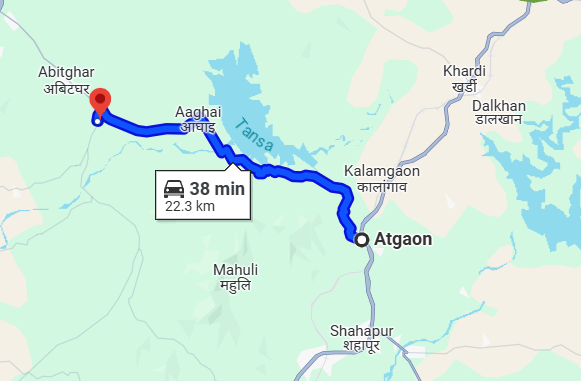 Khardi
खर्डी
Abitghar
अबिटघर
Dalkhan
डालखान
Aaghai
आघाइ
Tansa
Kalamgaon
कालांगाव
38 min
22.3 km
Atgaon
Mahuli
महुलि
Shahapur
शहापूर